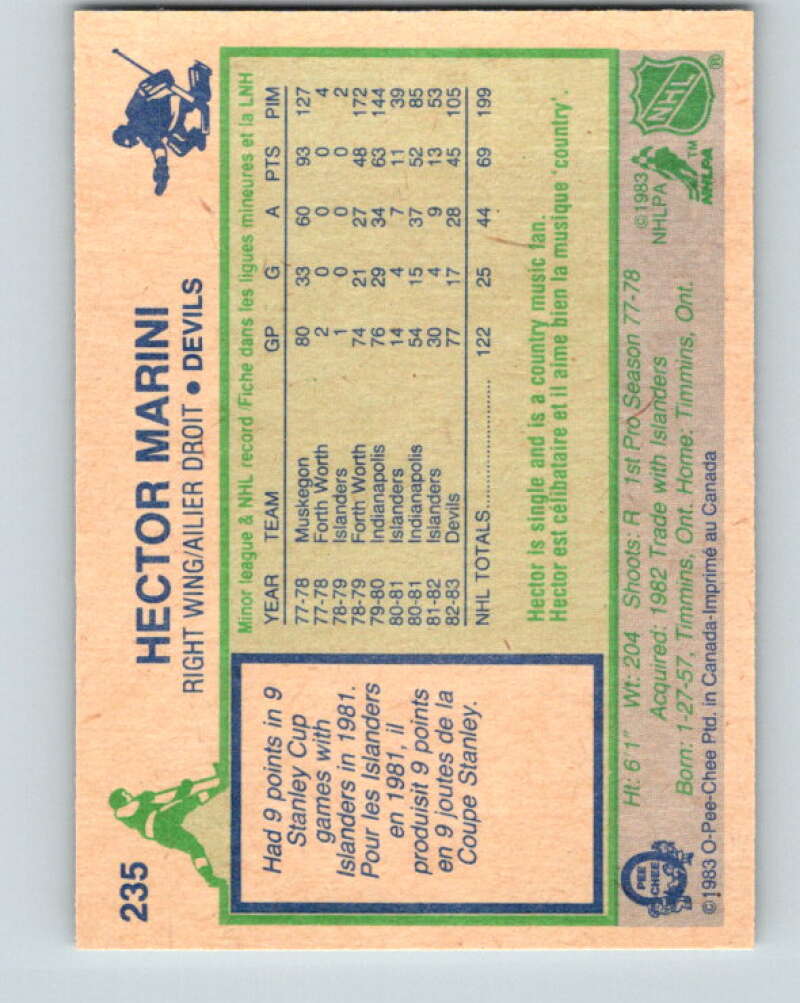 235
HECTOR MARINI
RIGHT WING/AILIER DROIT • DEVILS
Had 9 points in 9
Stanley Cup
games with
Islanders in 1981.
Pour les Islanders
en 1981, il
produisit 9 points
en 9 joutes de la
Coupe Stanley.
Minor league & NHL record/Fiche dans les ligues mineures et la LNH
YEAR TEAM GP G A PTS PIM
77-78 Muskegon 80 33 60 93 127
77-78 Forth Worth 2 0 0 0 4
78-79 Islanders 1 0 0 0 2
78-79 Forth Worth 74 21 27 48 172
79-80 Indianapolis 76 29 34 63 144
80-81 Islanders 14 4 7 11 39
80-81 Indianapolis 54 15 37 52 85
81-82 Islanders 30 4 9 13 53
82-83 Devils 77 17 28 45 105
NHL TOTALS 122 25 44 69 199
Hector is single and is a country music fan.
Hector est célibataire et il aime bien la musique 'country'.
Ht: 6'1" Wt: 204 Shoots: R 1st Pro Season 77-78
Acquired: 1982 Trade with Islanders
Born: 1-27-57, Timmins, Ont. Home: Timmins, Ont.
©1983 NHLPA
NHL ®
NHLPA ™
O PEE CHEE
©1983 O-Pee-Chee Ptd. in Canada-Imprimé au Canada